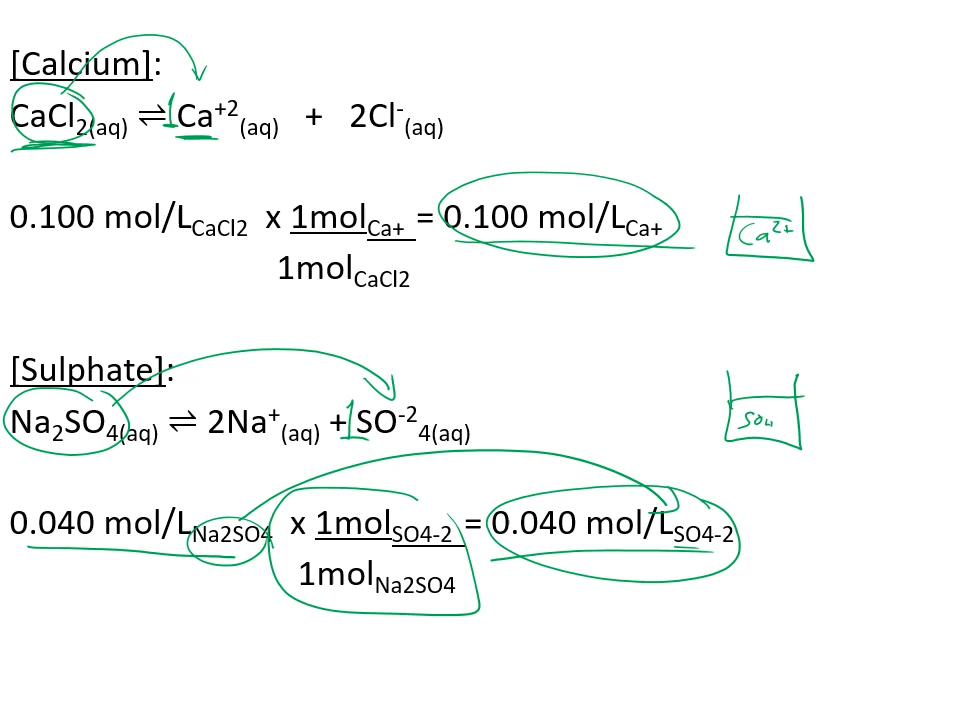 [Calcium]:
CaCl2(aq) ⇌ 1Ca+2(aq) + 2Cl-(aq)
0.100 mol/LCaCl2 x 1molCa+ = 0.100 mol/LCa+
1molCaCl2
Ca2+
[Sulphate]:
Na2SO4(aq) ⇌ 2Na+(aq) + 1SO-24(aq)
SO4
0.040 mol/LNa2SO4 x 1molSO4-2 = 0.040 mol/LSO4-2
1molNa2SO4